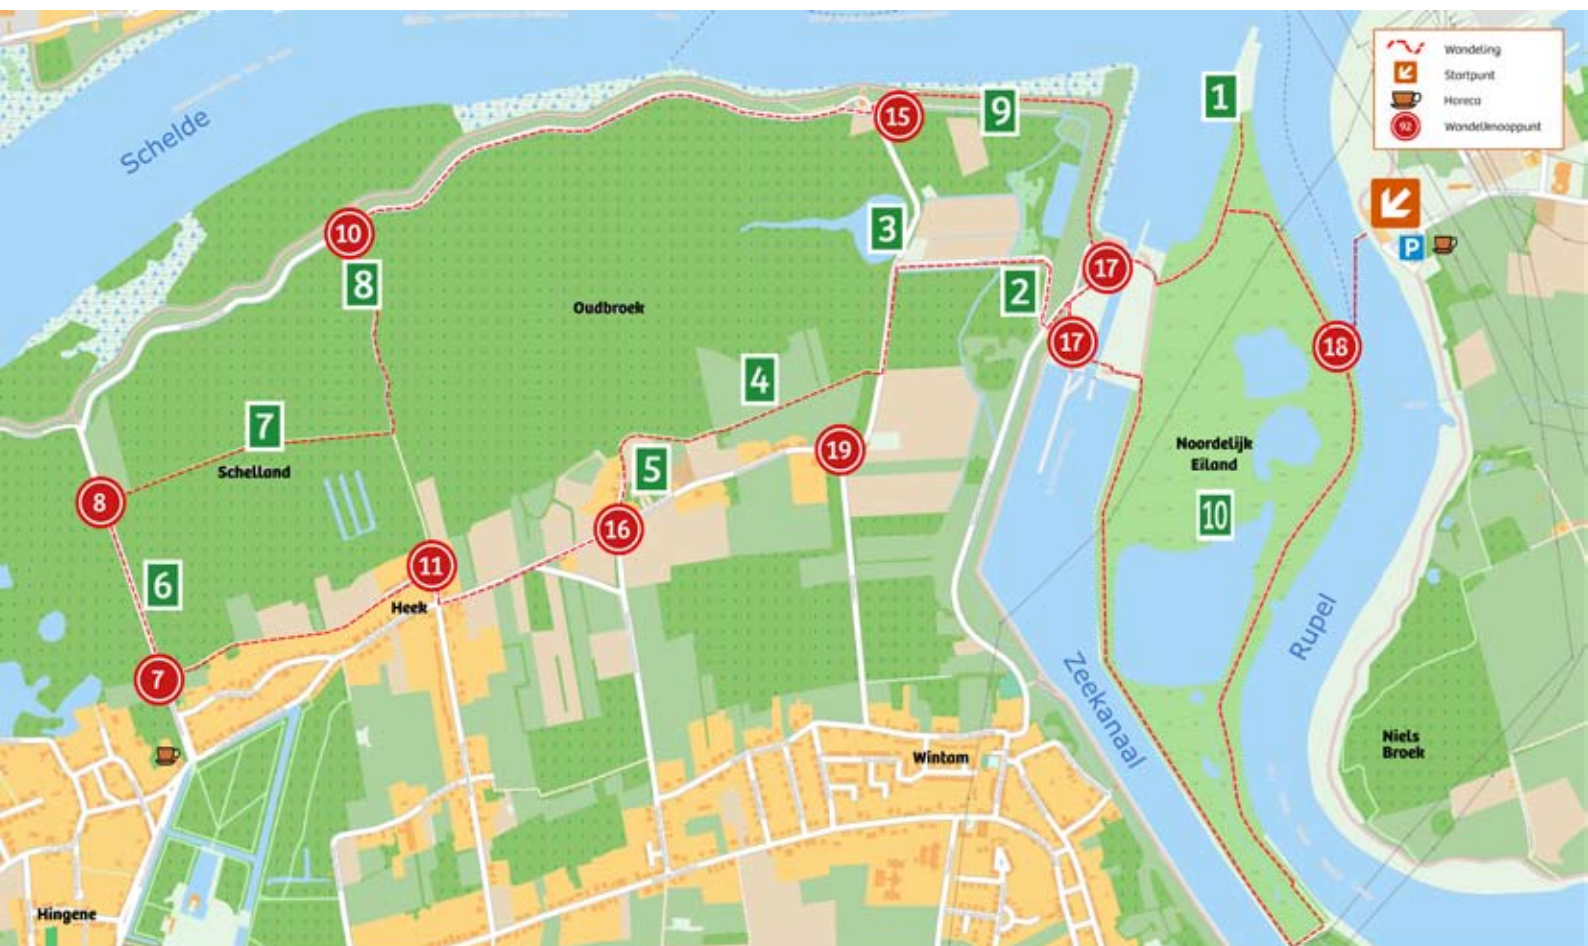 Wandeling
Startpunt
Horeca
92 Wandelknooppunt
Schelde
1
9
15
10
3
8
17
2
P
Oudbroek
17
18
4
7
Noordelijk
Eiland
Schelland
19
5
8
10
16
11
6
Heek
Rupel
7
Zeekanaal
Niels
Broek
Wintam
Hingene